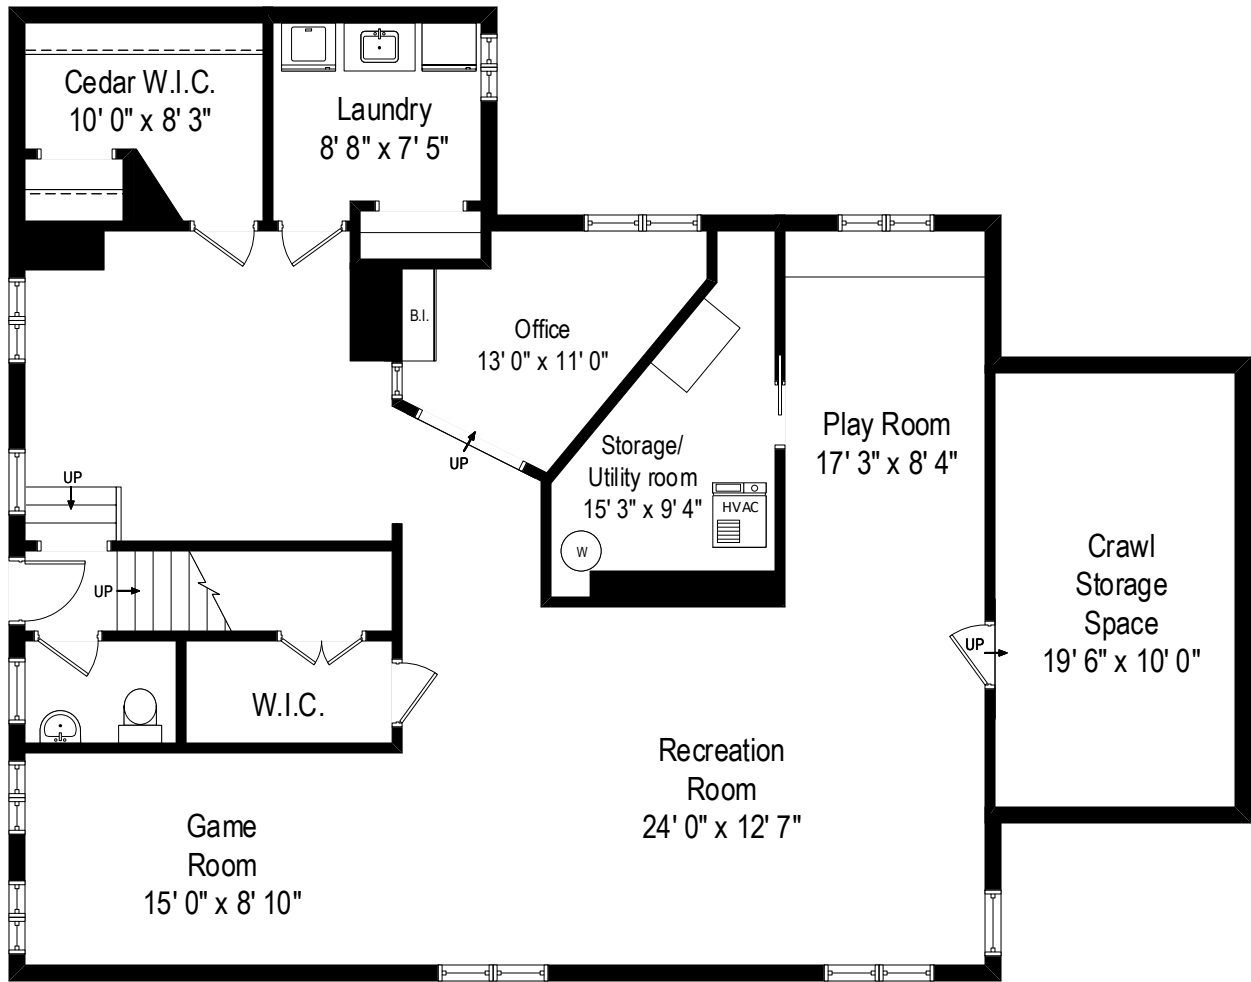 Cedar W.I.C.
10' 0" x 8' 3"
Laundry
8' 8" x 7' 5"
B.I.
Office
13' 0" x 11' 0"
UP
Storage/
Utility room
15' 3" x 9' 4"
HVAC
W
Play Room
17' 3" x 8' 4"
UP
UP
Crawl
Storage
Space
19' 6" x 10' 0"
UP
W.I.C.
Recreation
Room
24' 0" x 12' 7"
Game
Room
15' 0" x 8' 10"